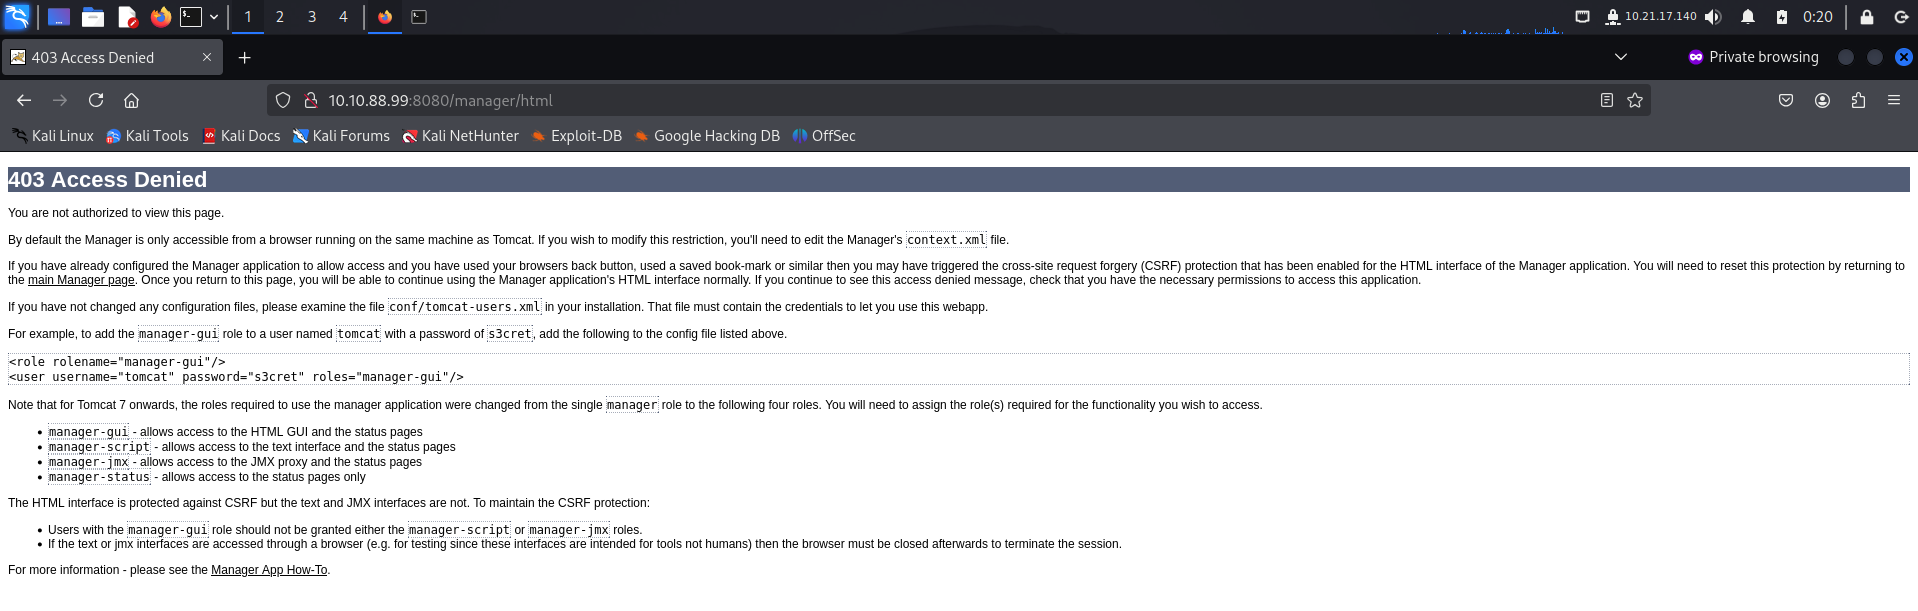 1 2 3 4
10.21.17.140 0:20
403 Access Denied
Private browsing
10.10.88.99:8080/manager/html
Kali Linux Kali Tools Kali Docs Kali Forums Kali NetHunter Exploit-DB Google Hacking DB OffSec
403 Access Denied
You are not authorized to view this page.
By default the Manager is only accessible from a browser running on the same machine as Tomcat. If you wish to modify this restriction, you'll need to edit the Manager's context.xml file.
If you have already configured the Manager application to allow access and you have used your browsers back button, used a saved book-mark or similar then you may have triggered the cross-site request forgery (CSRF) protection that has been enabled for the HTML interface of the Manager application. You will need to reset this protection by returning to
the main Manager page. Once you return to this page, you will be able to continue using the Manager application's HTML interface normally. If you continue to see this access denied message, check that you have the necessary permissions to access this application.
If you have not changed any configuration files, please examine the file conf/tomcat-users.xml in your installation. That file must contain the credentials to let you use this webapp.
For example, to add the manager-gui role to a user named tomcat with a password of s3cret, add the following to the config file listed above.
<role rolename="manager-gui"/>
<user username="tomcat" password="s3cret" roles="manager-gui"/>
Note that for Tomcat 7 onwards, the roles required to use the manager application were changed from the single manager role to the following four roles. You will need to assign the role(s) required for the functionality you wish to access.
• manager-gui - allows access to the HTML GUI and the status pages
• manager-script - allows access to the text interface and the status pages
• manager-jmx - allows access to the JMX proxy and the status pages
• manager-status - allows access to the status pages only
The HTML interface is protected against CSRF but the text and JMX interfaces are not. To maintain the CSRF protection:
• Users with the manager-gui role should not be granted either the manager-script or manager-jmx roles.
• If the text or jmx interfaces are accessed through a browser (e.g. for testing since these interfaces are intended for tools not humans) then the browser must be closed afterwards to terminate the session.
For more information - please see the Manager App How-To.